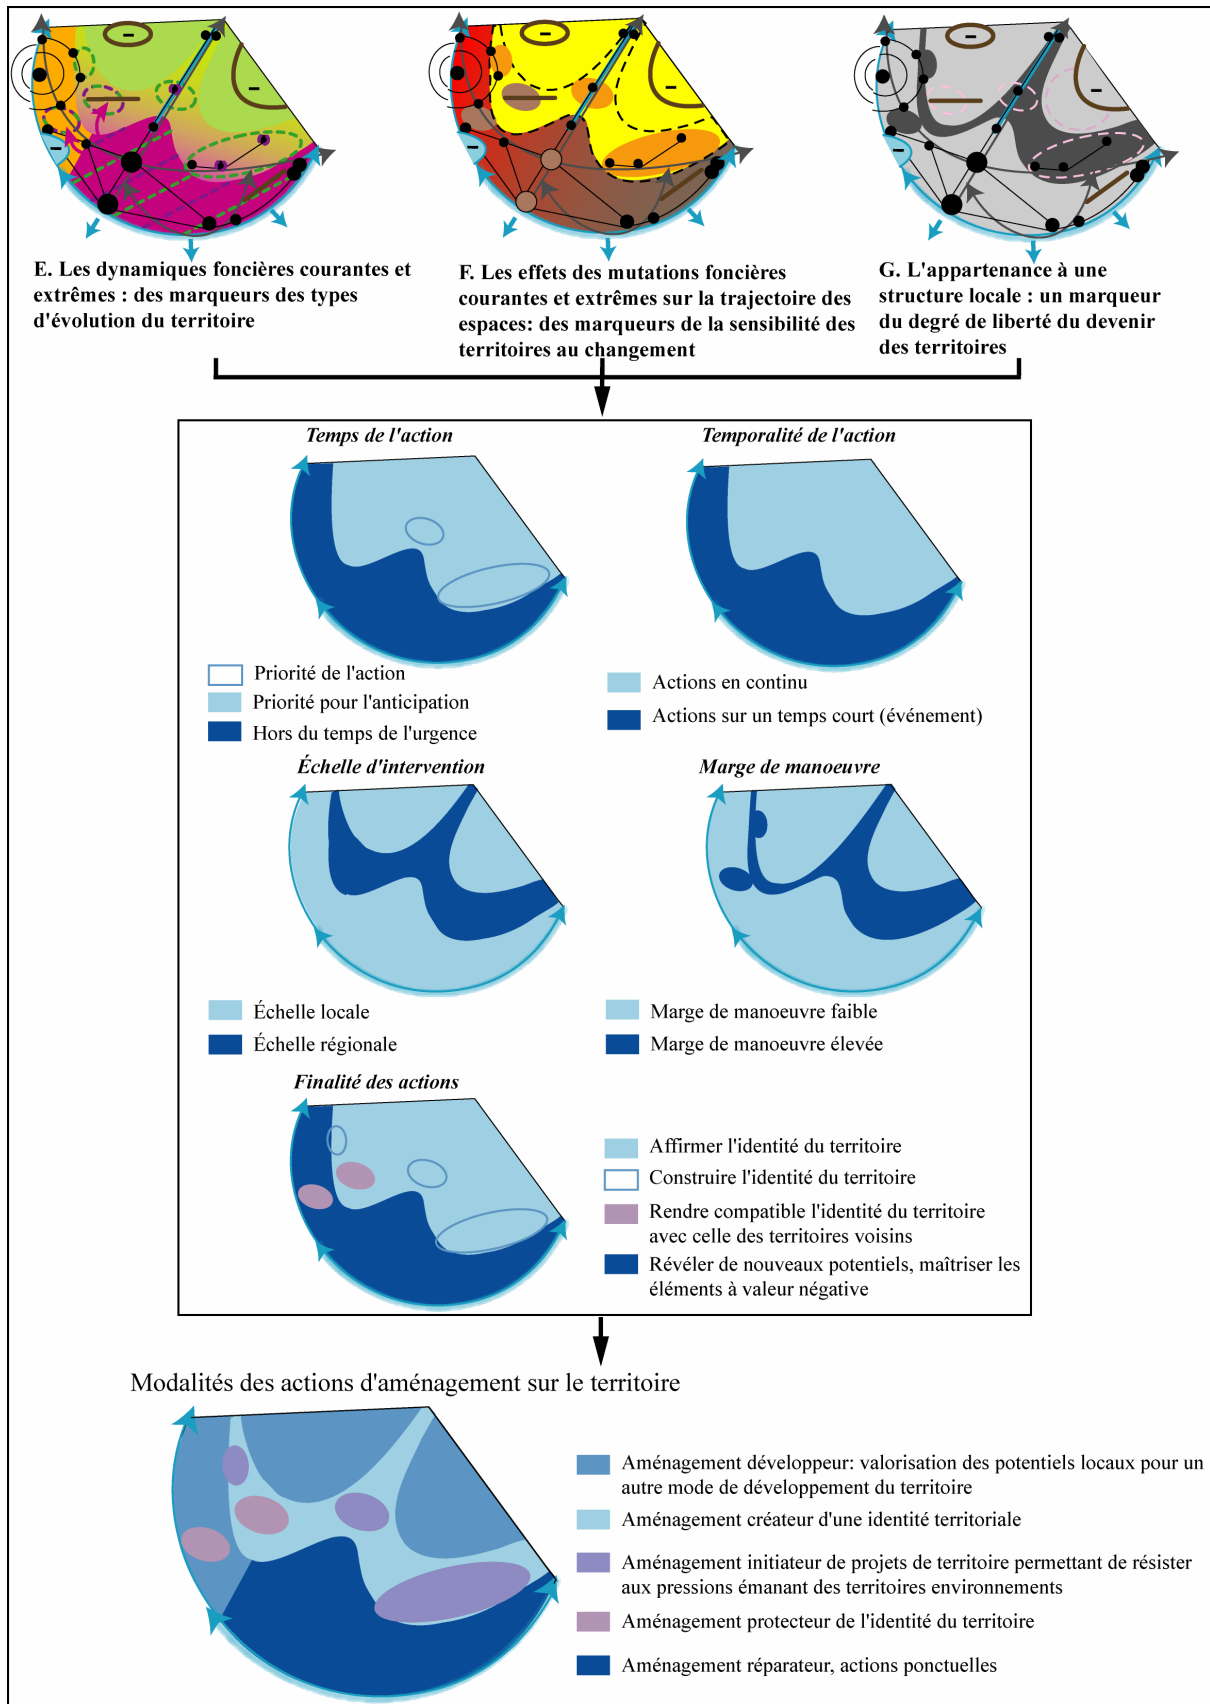 E. Les dynamiques foncières courantes et
extrêmes : des marqueurs des types
d'évolution du territoire
F. Les effets des mutations foncières
courantes et extrêmes sur la trajectoire des
espaces: des marqueurs de la sensibilité des
territoires au changement
G. L'appartenance à une
structure locale : un marqueur
du degré de liberté du devenir
des territoires
Temps de l'action
Priorité de l'action
Priorité pour l'anticipation
Hors du temps de l'urgence
Temporalité de l'action
Actions en continu
Actions sur un temps court (événement)
Échelle d'intervention
Échelle locale
Échelle régionale
Marge de manoeuvre
Marge de manoeuvre faible
Marge de manoeuvre élevée
Finalité des actions
Affirmer l'identité du territoire
Construire l'identité du territoire
Rendre compatible l'identité du territoire
avec celle des territoires voisins
Révéler de nouveaux potentiels, maîtriser les
éléments à valeur négative
Modalités des actions d'aménagement sur le territoire
Aménagement développeur: valorisation des potentiels locaux pour un
autre mode de développement du territoire
Aménagement créateur d'une identité territoriale
Aménagement initiateur de projets de territoire permettant de résister
aux pressions émanant des territoires environnements
Aménagement protecteur de l'identité du territoire
Aménagement réparateur, actions ponctuelles